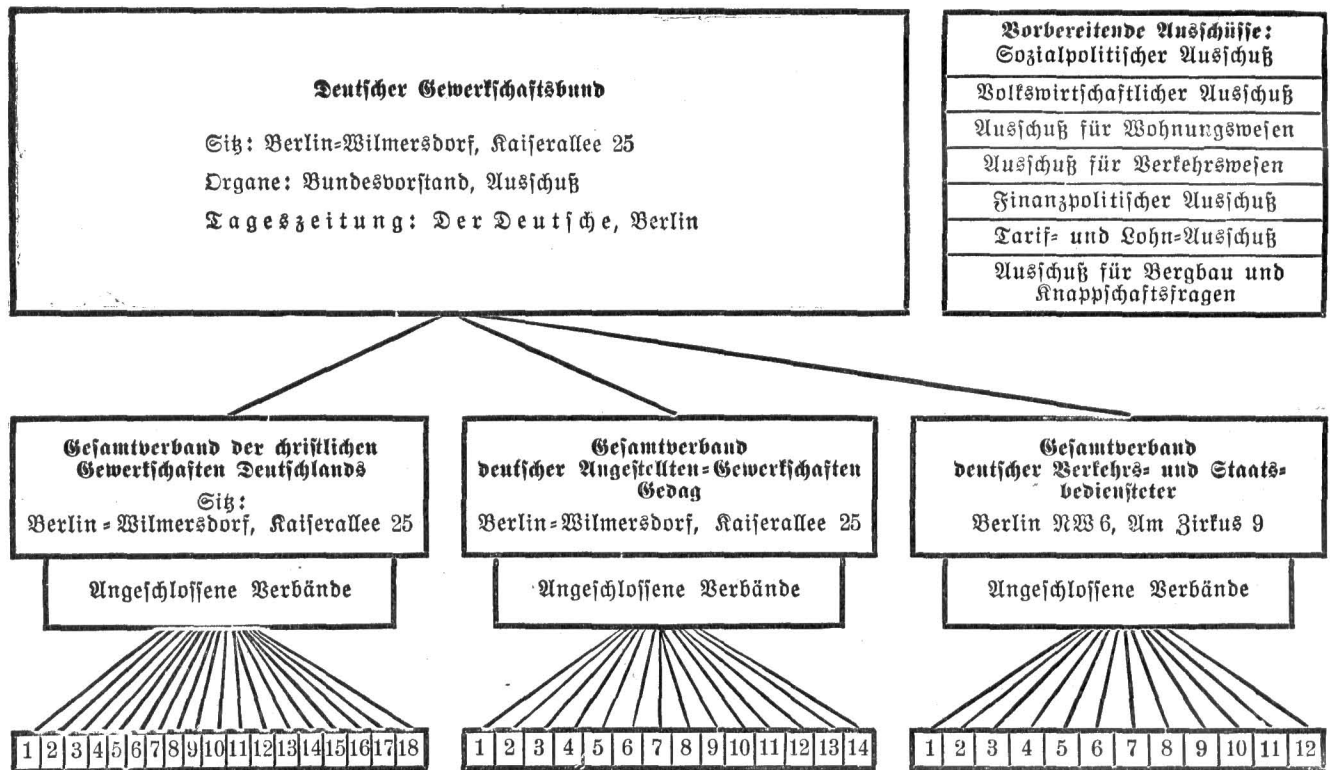 Deutscher Gewerkschaftsbund
Sitz: Berlin-Wilmersdorf, Kaiserallee 25
Organe: Bundesvorstand, Ausschuß
Tageszeitung: Der Deutsche, Berlin
Vorbereitende Ausschüsse:
Sozialpolitischer Ausschuß
Volkswirtschaftlicher Ausschuß
Ausschuß für Wohnungswesen
Ausschuß für Verkehrswesen
Finanzpolitischer Ausschuß
Tarif- und Lohn-Ausschuß
Ausschuß für Bergbau und
Knappschaftsfragen
Gesamtverband der christlichen
Gewerkschaften Deutschlands
Sitz:
Berlin-Wilmersdorf, Kaiserallee 25
Angeschlossene Verbände
1 2 3 4 5 6 7 8 9 10 11 12 13 14 15 16 17 18
Gesamtverband
deutscher Angestellten-Gewerkschaften
Gedag
Berlin-Wilmersdorf, Kaiserallee 25
Angeschlossene Verbände
1 2 3 4 5 6 7 8 9 10 11 12 13 14
Gesamtverband
deutscher Verkehrs- und Staats-
bediensteter
Berlin NW 6, Am Zirkus 9
Angeschlossene Verbände
1 2 3 4 5 6 7 8 9 10 11 12